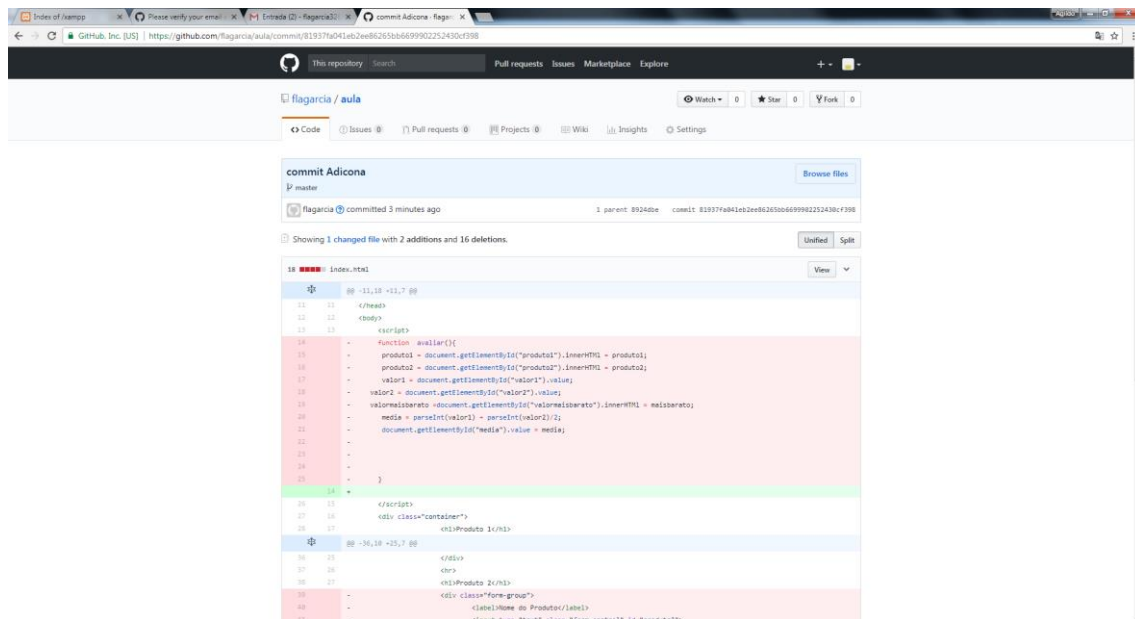 Index of /xampp
Please verify your email
Entrada (2) - flagarcia32
commit Adicona · flagar
GitHub, Inc. [US] | https://github.com/flagarcia/aula/commit/81937fa041eb2ee86265bb6699902252430cf398
This repository Search Pull requests Issues Marketplace Explore
flagarcia / aula Watch 0 Star 0 Fork 0
Code Issues 0 Pull requests 0 Projects 0 Wiki Insights Settings
commit Adicona Browse files
master
flagarcia committed 3 minutes ago 1 parent 8924dbe commit 81937fa041eb2ee86265bb6699902252430cf398
Showing 1 changed file with 2 additions and 16 deletions. Unified Split
18 index.html View
@@ -11,18 +11,7 @@
11 11 </head>
12 12 <body>
13 13 <script>
14 - function avaliar(){
15 - produto1 = document.getElementById("produto1").innerHTMl = produto1;
16 - produto2 = document.getElementById("produto2").innerHTMl = produto2;
17 - valor1 = document.getElementById("valor1").value;
18 - valor2 = document.getElementById("valor2").value;
19 - valormaisbarato =document.getElementById("valormaisbarato").innerHTMl = maisbarato;
20 - media = parseInt(valor1) + parseInt(valor2)/2;
21 - document.getElementById("media").value = media;
22 -
23 -
24 -
25 - }
14 +
26 15 </script>
27 16 <div class="container">
28 17 <h1>Produto 1</h1>
@@ -36,10 +25,7 @@
36 25 </div>
37 26 <hr>
38 27 <h1>Produto 2</h1>
39 - <div class="form-group">
40 - <label>Nome do Produto</label>